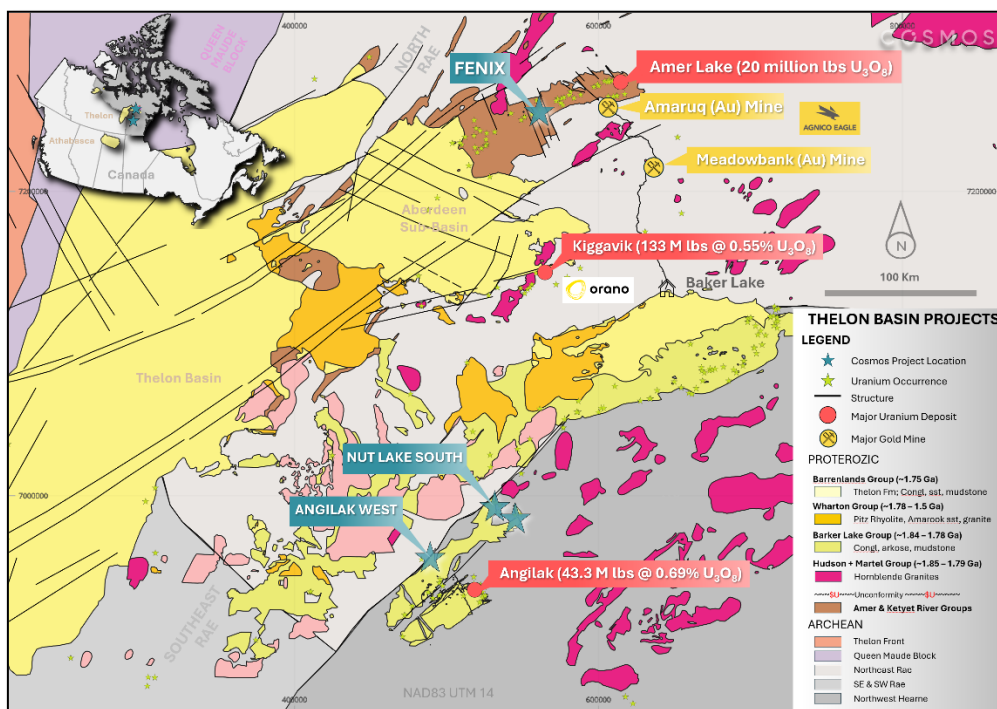 400000
600000
800000
COSMOS
QUEEN
MAUDE
BLOCK
NORTH
RAE
FENIX
Amer Lake (20 million lbs U₃O₈)
Amaruq (Au) Mine
AGNICO EAGLE
Meadowbank (Au) Mine
Thelon
Athabasca
Canada
7200000
7200000
Aberdeen
Sub-Basin
N
Kiggavik (133 M lbs @ 0.55% U₃O₈)
orano
Baker Lake
100 Km
Thelon Basin
NUT LAKE SOUTH
7000000
ANGILAK WEST
Angilak (43.3 M lbs @ 0.69% U₃O₈)
SOUTHEAST
RAE
NAD83 UTM 14
400000
600000
THELON BASIN PROJECTS
LEGEND
Cosmos Project Location
Uranium Occurrence
Structure
Major Uranium Deposit
Major Gold Mine
PROTEROZIC
Barrenlands Group (~1.75 Ga)
Thelon Fm; Congl, sst, mudstone
Wharton Group (~1.78 – 1.5 Ga)
Pitz Rhyolite, Amarook sst, granite
Barker Lake Group (~1.84 – 1.78 Ga)
Congl, arkose, mudstone
Hudson + Martel Group (~1.85 – 1.79 Ga)
Hornblende Granites
~~~~$U~~~~Unconformity ~~~~$U~~~~
Amer & Ketyet River Groups
ARCHEAN
Thelon Front
Queen Maude Block
Northeast Rae
SE & SW Rae
Northwest Hearne